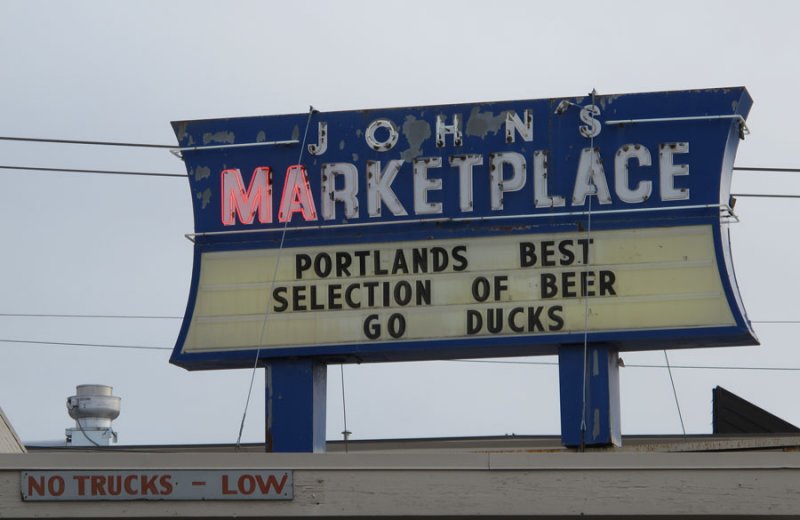 JOHNS
MARKETPLACE
PORTLANDS BEST
SELECTION OF BEER
GO DUCKS
NO TRUCKS - LOW